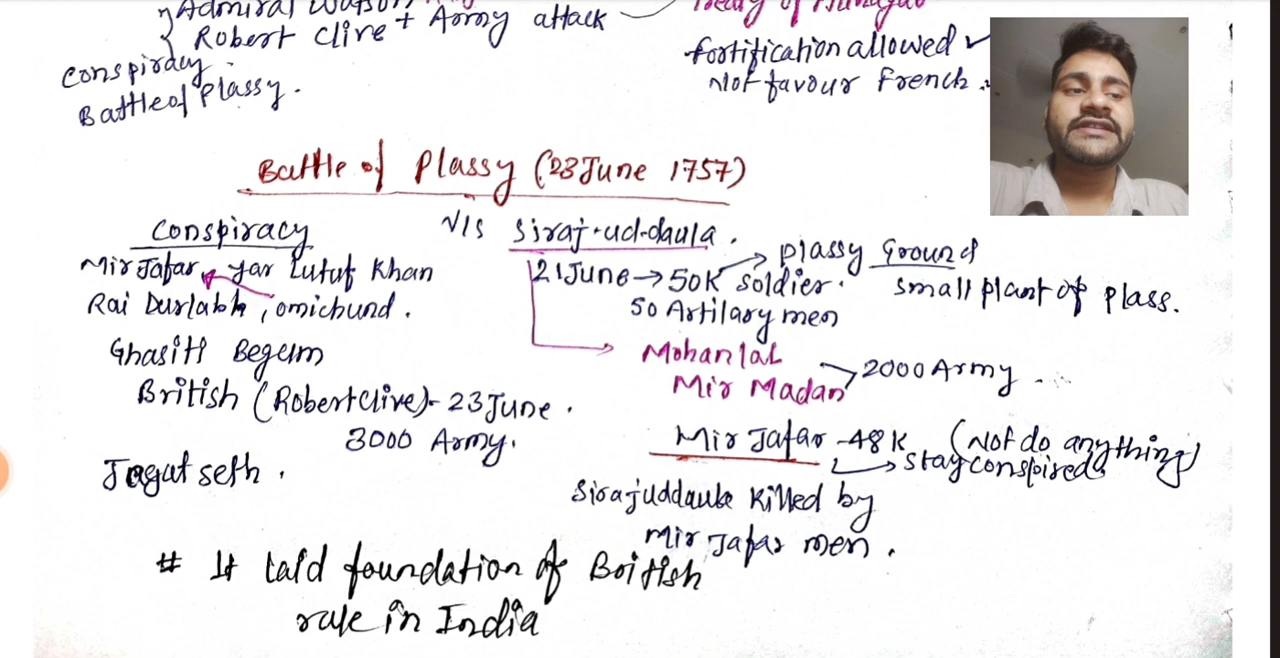 Robert Clive + Army attack
fortification allowed ✓
Not favour French.
conspiracy.
Battle of Plassy.
Battle of Plassy (23 June 1757)
Conspiracy V/S Siraj-ud-daula.
Mir Jafar, Yar Lutuf Khan
Rai Durlabh, omichund.
Ghasiti Begum
British (Robert Clive)- 23 June.
3000 Army.
Jagat seth.
21 June → 50K soldier. → Plassy Ground
small plant of plass.
50 Artilary men
Mohanlal
Mir Madan 2000 Army
Mir Jafar -48K (Not do anything)
→ stay conspired
Sirajuddaula Killed by
Mir Jafar men.
# It laid foundation of British
rule in India